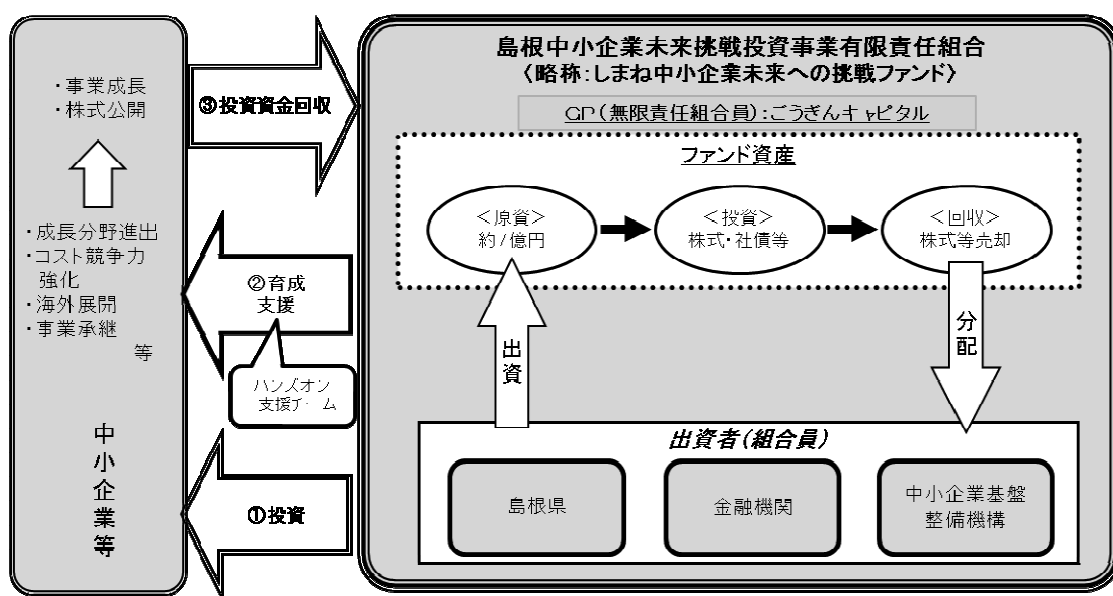 ・事業成長
・株式公開
・成長分野進出
・コスト競争力
強化
・海外展開
・事業承継
等
中小企業等
③投資資金回収
②育成
支援
ハンズオン
支援チーム
①投資
島根中小企業未来挑戦投資事業有限責任組合
〈略称：しまね中小企業未来への挑戦ファンド〉
GP（無限責任組合員）：ごうぎんキャピタル
ファンド資産
＜原資＞
約7億円
＜投資＞
株式・社債等
＜回収＞
株式等売却
出資
分配
出資者（組合員）
島根県
金融機関
中小企業基盤
整備機構